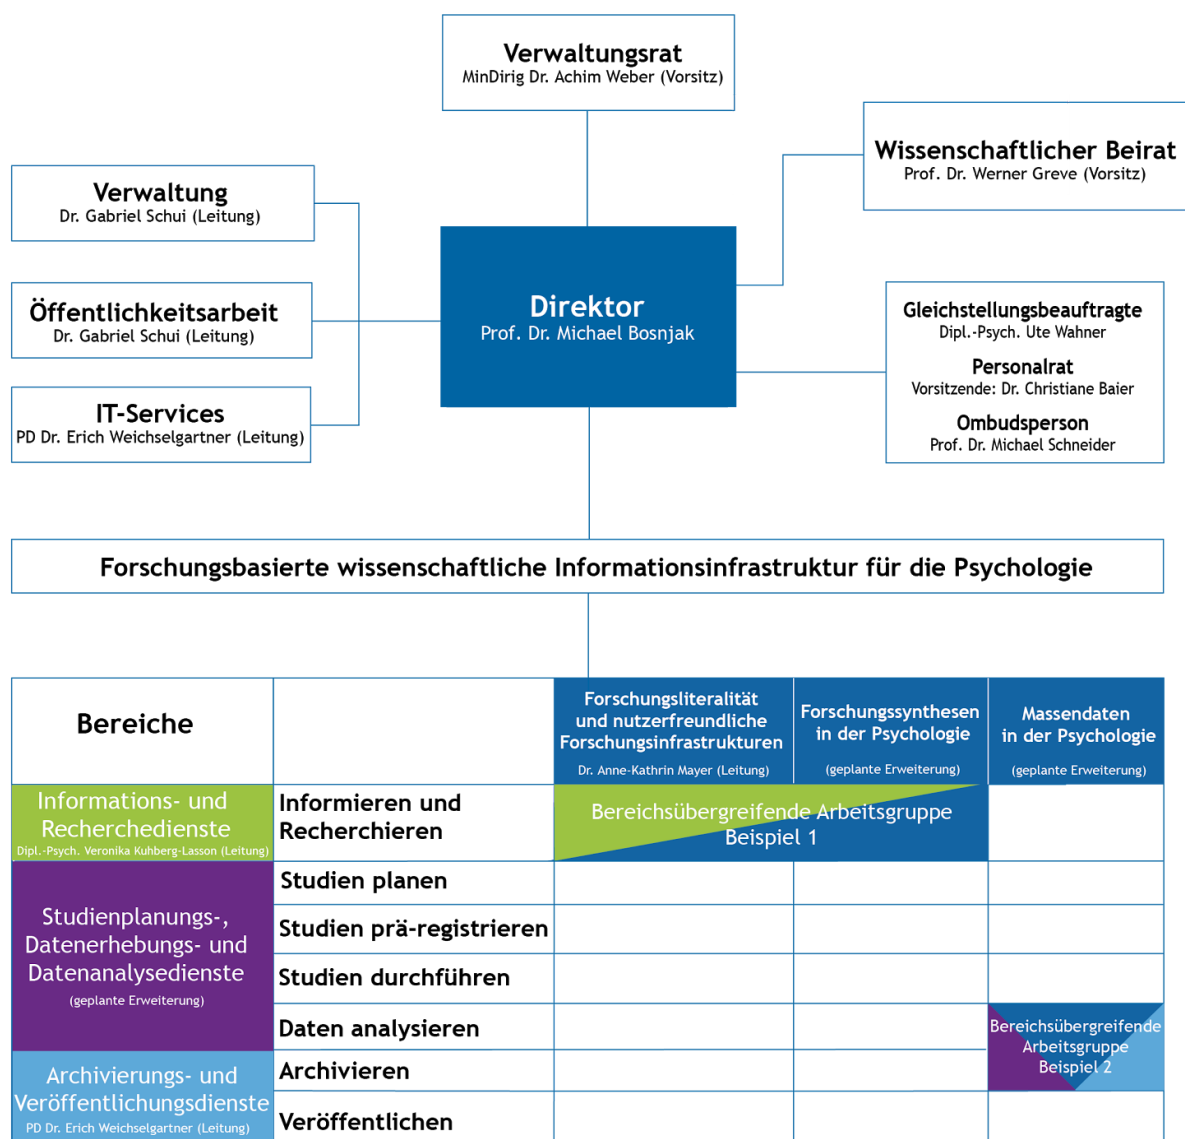 Verwaltungsrat
MinDirig Dr. Achim Weber (Vorsitz)
Wissenschaftlicher Beirat
Prof. Dr. Werner Greve (Vorsitz)
Verwaltung
Dr. Gabriel Schui (Leitung)
Öffentlichkeitsarbeit
Dr. Gabriel Schui (Leitung)
IT-Services
PD Dr. Erich Weichselgartner (Leitung)
Direktor
Prof. Dr. Michael Bosnjak
Gleichstellungsbeauftragte
Dipl.-Psych. Ute Wahner
Personalrat
Vorsitzende: Dr. Christiane Baier
Ombudsperson
Prof. Dr. Michael Schneider
Forschungsbasierte wissenschaftliche Informationsinfrastruktur für die Psychologie
Bereiche
Forschungsliteralität
und nutzerfreundliche
Forschungsinfrastrukturen
Dr. Anne-Kathrin Mayer (Leitung)
Forschungssynthesen
in der Psychologie
(geplante Erweiterung)
Massendaten
in der Psychologie
(geplante Erweiterung)
Informations- und
Recherchedienste
Dipl.-Psych. Veronika Kuhberg-Lasson (Leitung)
Informieren und
Recherchieren
Bereichsübergreifende Arbeitsgruppe
Beispiel 1
Studienplanungs-,
Datenerhebungs- und
Datenanalysedienste
(geplante Erweiterung)
Studien planen
Studien prä-registrieren
Studien durchführen
Daten analysieren
Bereichsübergreifende
Arbeitsgruppe
Beispiel 2
Archivierungs- und
Veröffentlichungsdienste
PD Dr. Erich Weichselgartner (Leitung)
Archivieren
Veröffentlichen